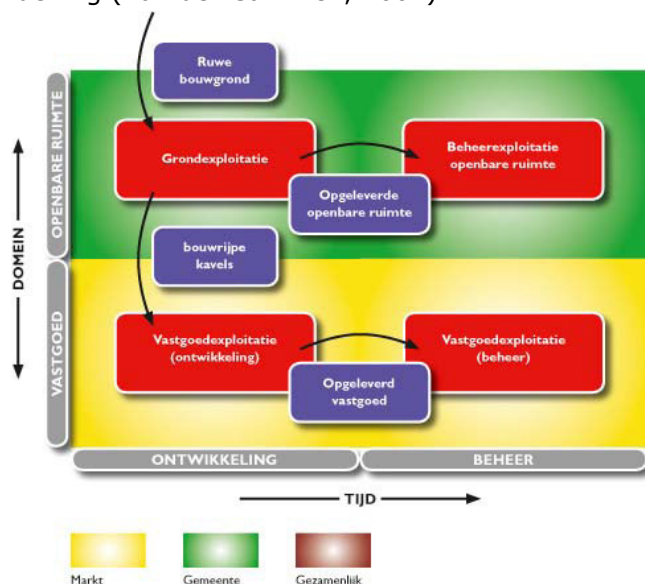 Ruwe
bouwgrond
OPENBARE RUIMTE
Grondexploitatie
Beheerexploitatie
openbare ruimte
Opgeleverde
openbare ruimte
DOMEIN
bouwrijpe
kavels
VASTGOED
Vastgoedexploitatie
(ontwikkeling)
Vastgoedexploitatie
(beheer)
Opgeleverd
vastgoed
ONTWIKKELING
BEHEER
TIJD
Markt
Gemeente
Gezamenlijk